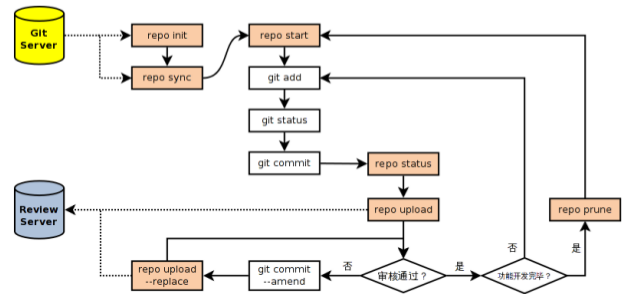 Git
Server
repo init
repo start
repo sync
git add
git status
git commit
repo status
Review
Server
repo upload
repo prune
否
是
repo upload
--replace
git commit
--amend
否
审核通过？
是
功能开发完毕？